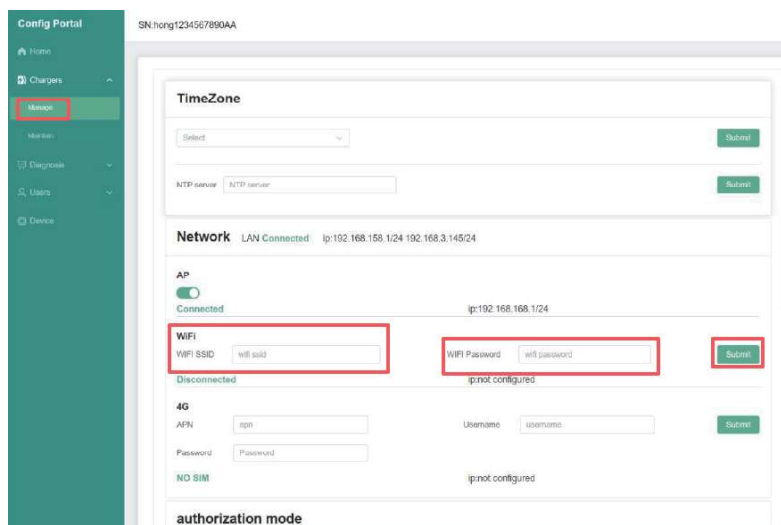 Config Portal
SN:hong1234567890AA
Home
Chargers
Manage
Maintain
Diagnosis
Users
Device
TimeZone
Select
Submit
NTP server NTP server
Submit
Network LAN Connected ip:192.168.158.1/24 192.168.3.145/24
AP
Connected ip:192.168.168.1/24
WiFi
WIFI SSID wifi ssid WIFI Password wifi password Submit
Disconnected ip:not configured
4G
APN apn Username username Submit
Password Password
NO SIM ip:not configured
authorization mode